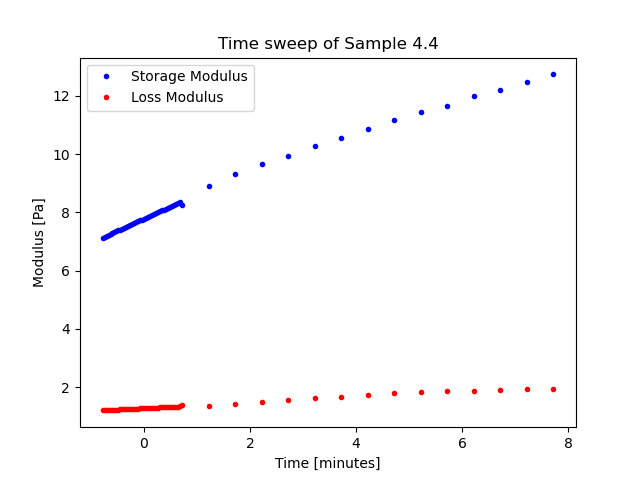 Time sweep of Sample 4.4
Storage Modulus
Loss Modulus
Modulus [Pa]
12
10
8
6
4
2
0 2 4 6 8
Time [minutes]